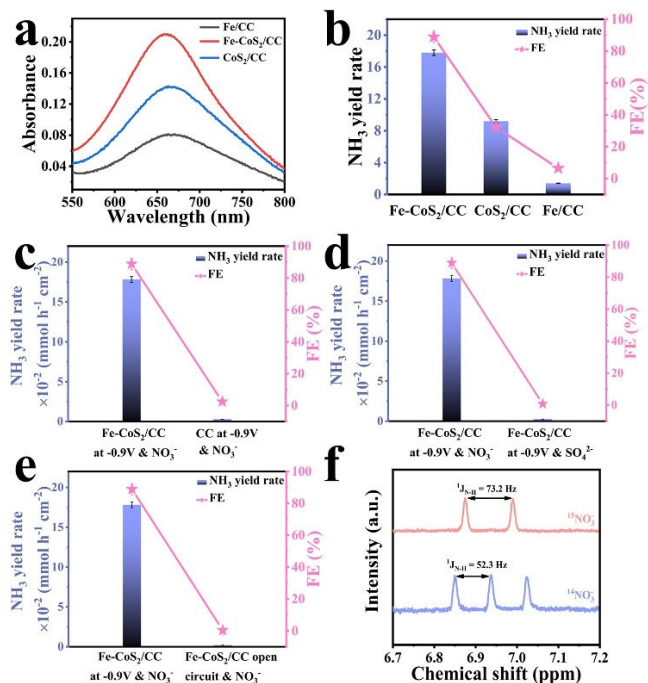 a
Fe/CC
Fe-CoS₂/CC
CoS₂/CC
0.20
0.16
0.12
0.08
0.04
Absorbance
550 600 650 700 750 800
Wavelength (nm)
b
NH₃ yield rate
FE
20
16
12
8
4
0
NH₃ yield rate
100
80
60
40
20
0
FE(%)
Fe-CoS₂/CC CoS₂/CC Fe/CC
c
NH₃ yield rate
FE
20
15
10
5
0
NH₃ yield rate
×10⁻² (mmol h⁻¹ cm⁻²)
100
80
60
40
20
0
FE (%)
Fe-CoS₂/CC CC at -0.9V
at -0.9V & NO₃⁻ & NO₃⁻
d
NH₃ yield rate
FE
20
15
10
5
0
NH₃ yield rate
×10⁻² (mmol h⁻¹ cm⁻²)
100
80
60
40
20
0
FE (%)
Fe-CoS₂/CC Fe-CoS₂/CC
at -0.9V & NO₃⁻ at -0.9V & SO₄²⁻
e
NH₃ yield rate
FE
20
15
10
5
0
NH₃ yield rate
×10⁻² (mmol h⁻¹ cm⁻²)
100
80
60
40
20
0
FE (%)
Fe-CoS₂/CC Fe-CoS₂/CC open
at -0.9V & NO₃⁻ circuit & NO₃⁻
f
¹J_N-H = 73.2 Hz
¹⁵NO₃⁻
¹J_N-H = 52.3 Hz
¹⁴NO₃⁻
Intensity (a.u.)
6.7 6.8 6.9 7.0 7.1 7.2
Chemical shift (ppm)